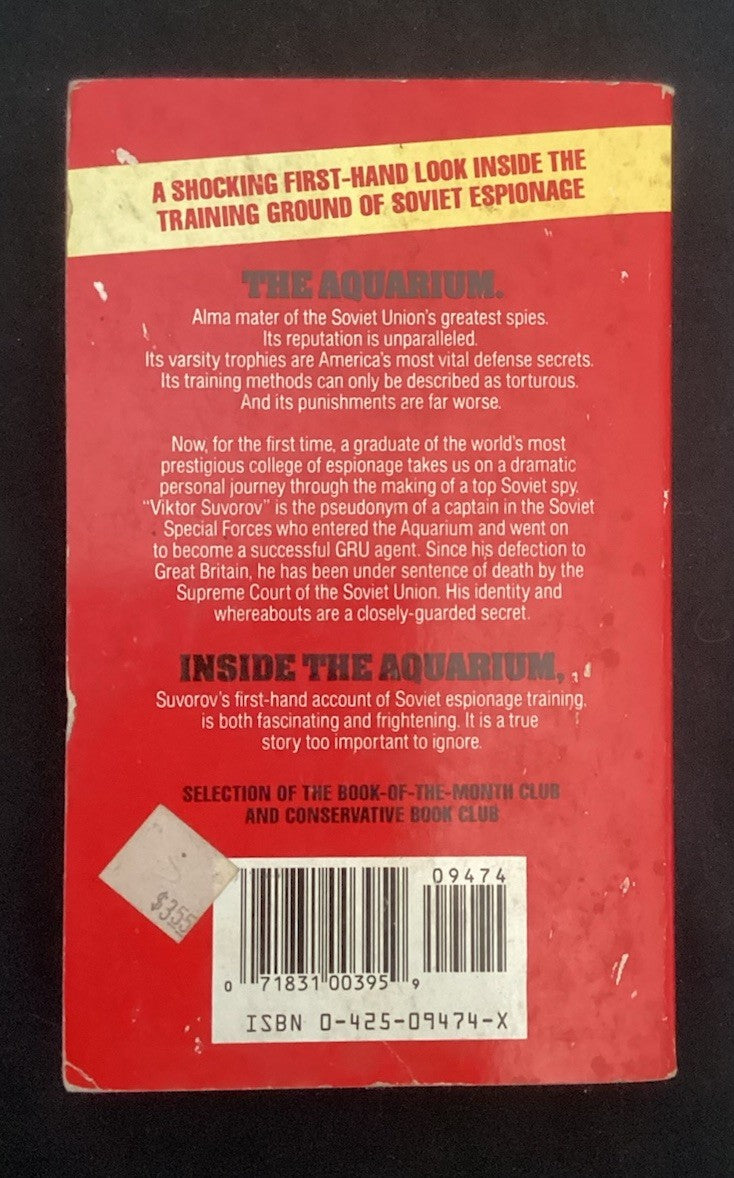 A SHOCKING FIRST-HAND LOOK INSIDE THE
TRAINING GROUND OF SOVIET ESPIONAGE
THE AQUARIUM.
Alma mater of the Soviet Union's greatest spies.
Its reputation is unparalleled.
Its varsity trophies are America's most vital defense secrets.
Its training methods can only be described as torturous.
And its punishments are far worse.
Now, for the first time, a graduate of the world's most
prestigious college of espionage takes us on a dramatic
personal journey through the making of a top Soviet spy.
"Viktor Suvorov" is the pseudonym of a captain in the Soviet
Special Forces who entered the Aquarium and went on
to become a successful GRU agent. Since his defection to
Great Britain, he has been under sentence of death by the
Supreme Court of the Soviet Union. His identity and
whereabouts are a closely-guarded secret.
INSIDE THE AQUARIUM,
Suvorov's first-hand account of Soviet espionage training,
is both fascinating and frightening. It is a true
story too important to ignore.
SELECTION OF THE BOOK-OF-THE-MONTH CLUB
AND CONSERVATIVE BOOK CLUB
$3.55
09474
0 71831 00395 9
ISBN 0-425-09474-X